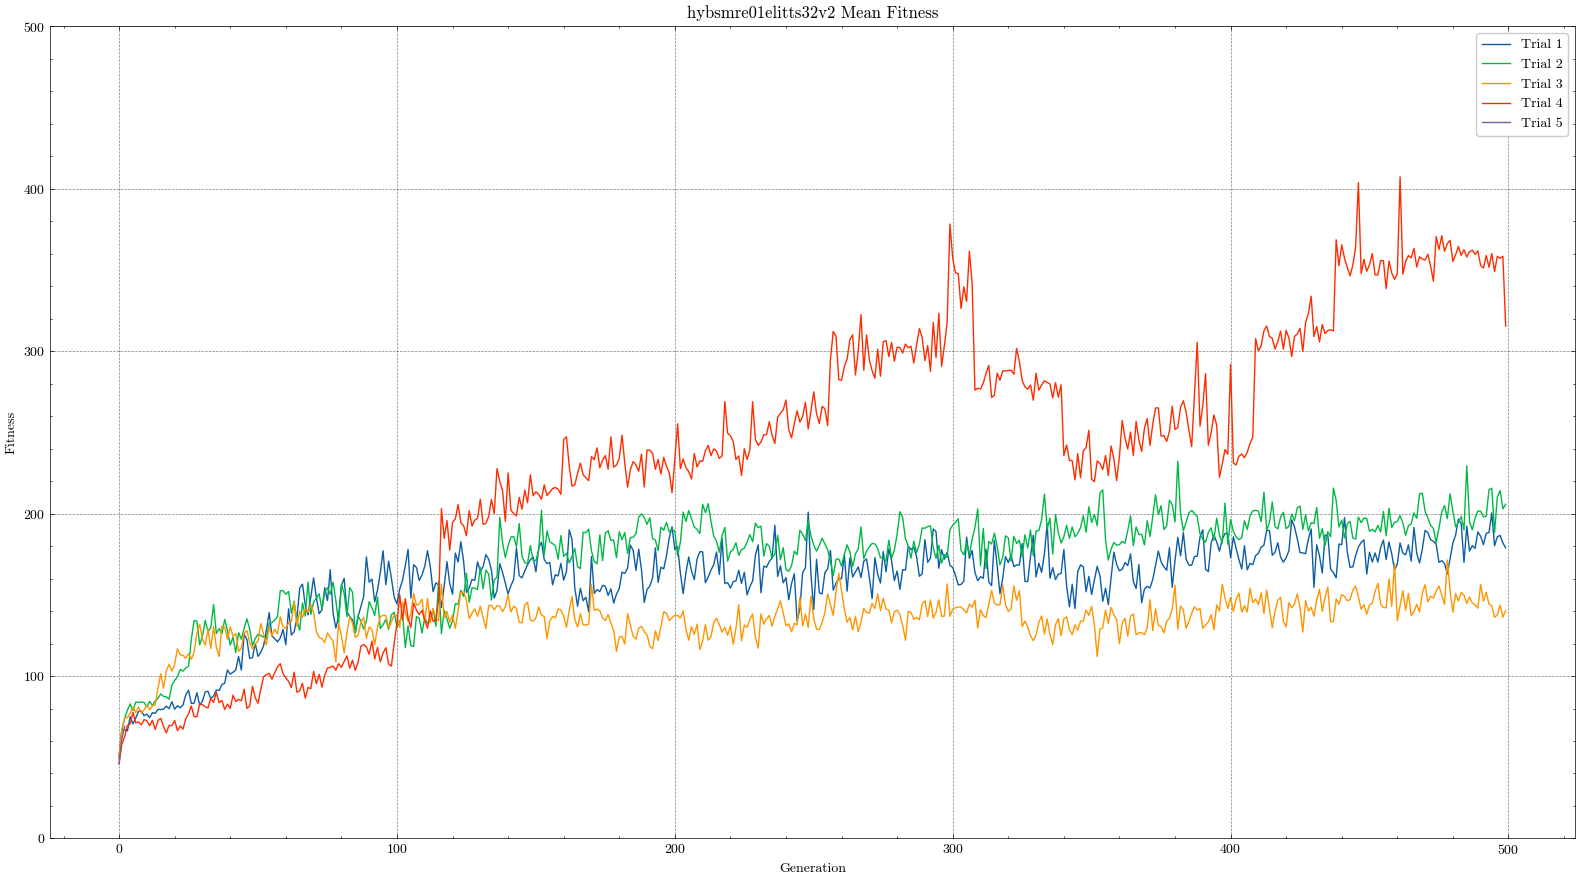 hybsmre01elitts32v2 Mean Fitness
500
400
300
200
100
0
Fitness
0 100 200 300 400 500
Generation
Trial 1
Trial 2
Trial 3
Trial 4
Trial 5